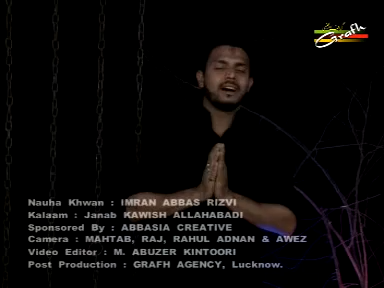 Grafh
Nauha Khwan : IMRAN ABBAS RIZVI
Kalaam : Janab KAWISH ALLAHABADI
Sponsored By : ABBASIA CREATIVE
Camera : MAHTAB, RAJ, RAHUL ADNAN & AWEZ
Video Editor : M. ABUZER KINTOORI
Post Production : GRAFH AGENCY, Lucknow.